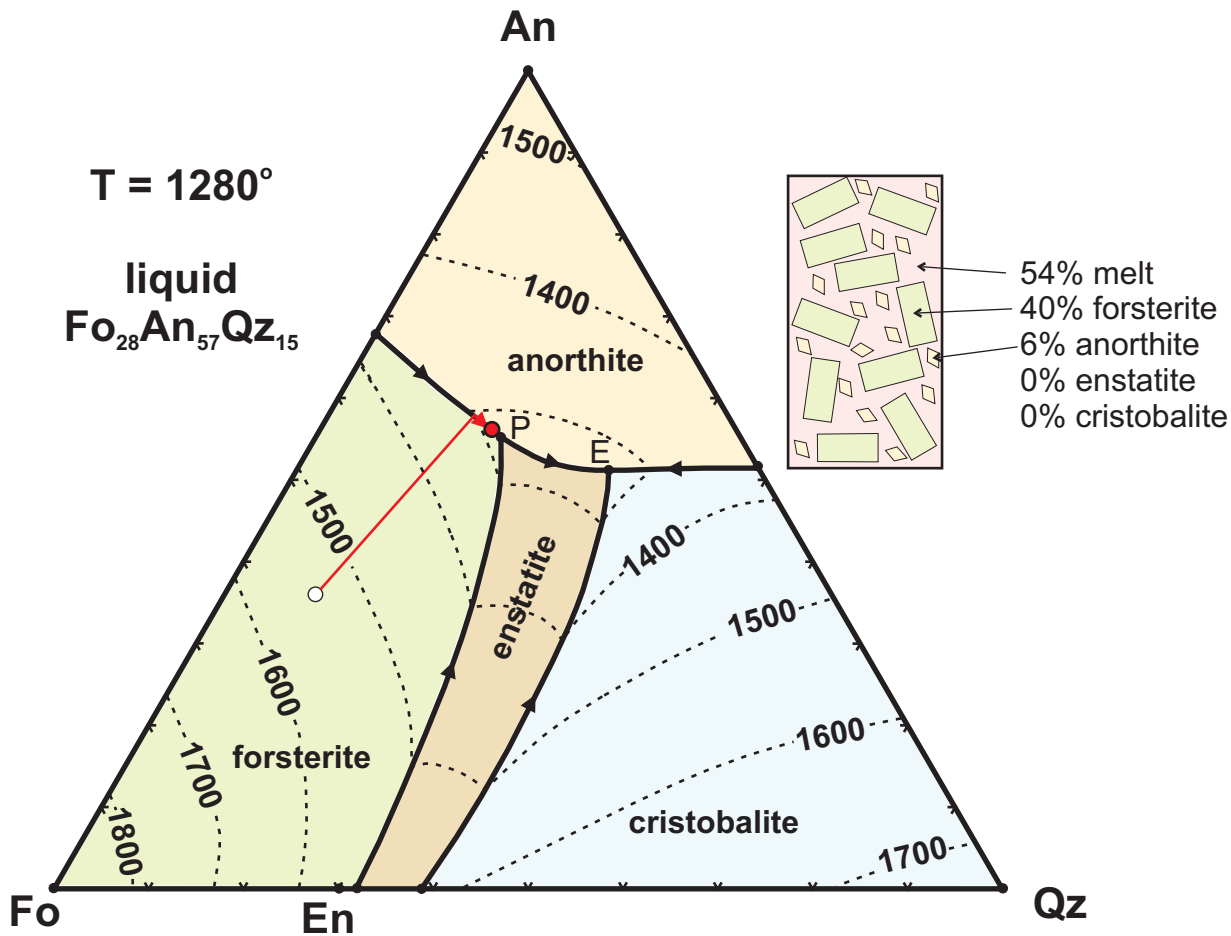 An
T = 1280°
liquid
Fo₂₈An₅₇Qz₁₅
1500
1400
anorthite
54% melt
40% forsterite
6% anorthite
0% enstatite
0% cristobalite
P
E
1500
1400
enstatite
1500
1600
1600
1700
forsterite
cristobalite
1800
1700
Fo
En
Qz